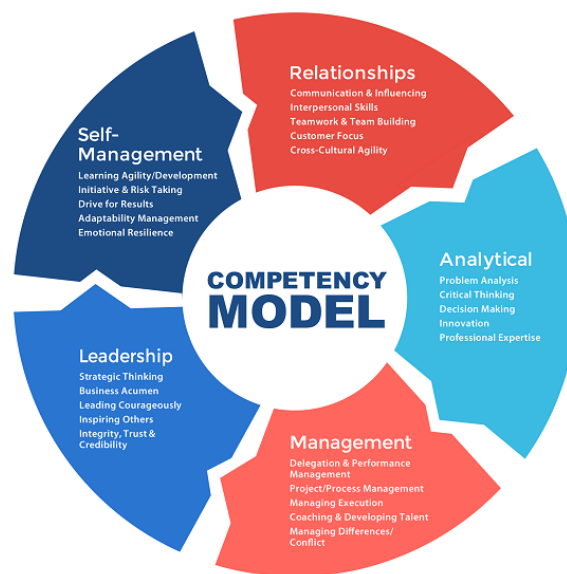 Relationships
Communication & Influencing
Interpersonal Skills
Teamwork & Team Building
Customer Focus
Cross-Cultural Agility
Self-
Management
Learning Agility/Development
Initiative & Risk Taking
Drive for Results
Adaptability Management
Emotional Resilience
Analytical
Problem Analysis
Critical Thinking
Decision Making
Innovation
Professional Expertise
COMPETENCY
MODEL
Leadership
Strategic Thinking
Business Acumen
Leading Courageously
Inspiring Others
Integrity, Trust &
Credibility
Management
Delegation & Performance
Management
Project/Process Management
Managing Execution
Coaching & Developing Talent
Managing Differences/
Conflict